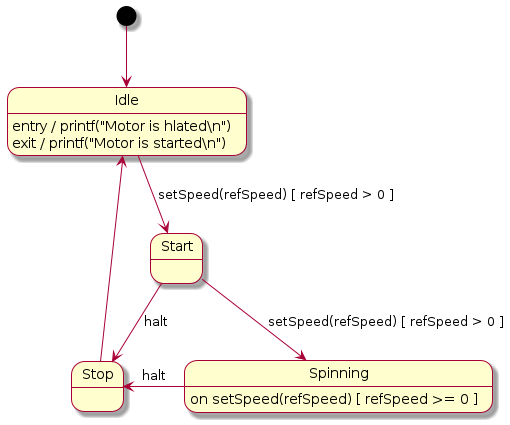 Idle
entry / printf("Motor is hlated\n")
exit / printf("Motor is started\n")
setSpeed(refSpeed) [ refSpeed > 0 ]
Start
halt
setSpeed(refSpeed) [ refSpeed > 0 ]
Stop
halt
Spinning
on setSpeed(refSpeed) [ refSpeed >= 0 ]